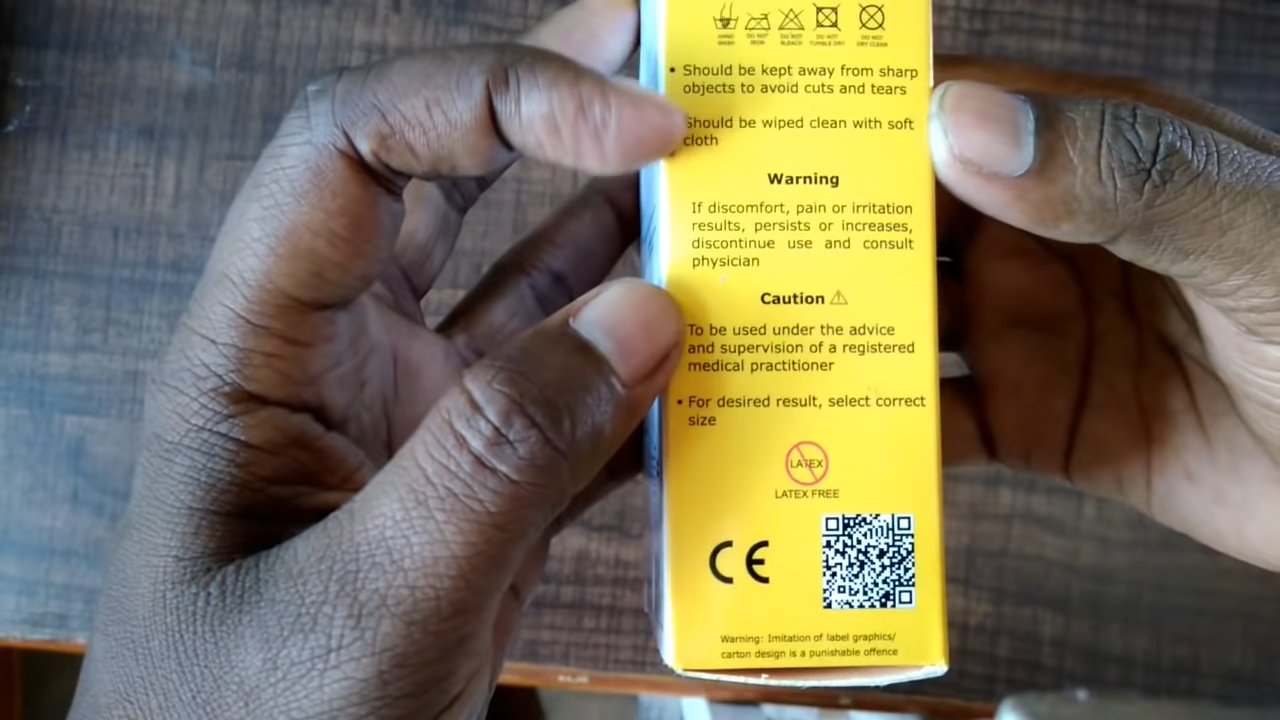 HAND WASH DO NOT IRON DO NOT BLEACH DO NOT TUMBLE DRY DO NOT DRY CLEAN
• Should be kept away from sharp
objects to avoid cuts and tears
Should be wiped clean with soft
cloth
Warning
If discomfort, pain or irritation
results, persists or increases,
discontinue use and consult
physician
Caution
To be used under the advice
and supervision of a registered
medical practitioner
• For desired result, select correct
size
LATEX
LATEX FREE
CE
Warning: Imitation of label graphics/
carton design is a punishable offence